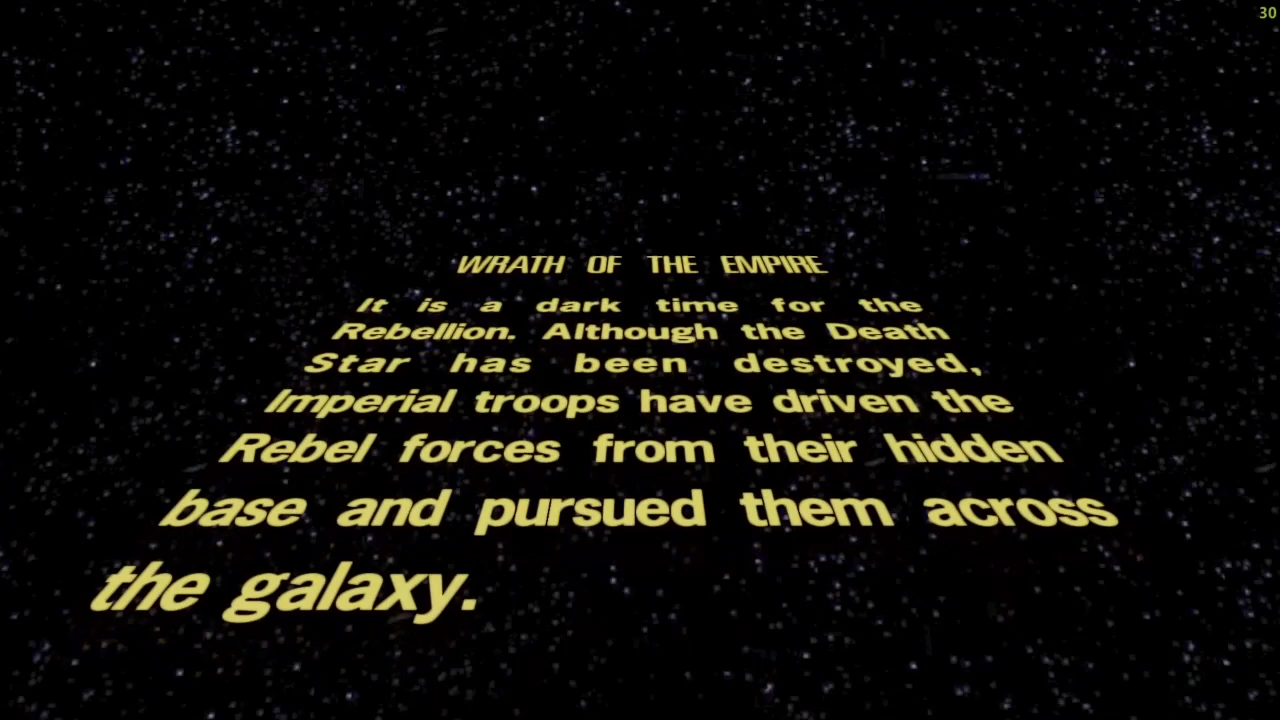 30
WRATH OF THE EMPIRE
It is a dark time for the
Rebellion. Although the Death
Star has been destroyed,
Imperial troops have driven the
Rebel forces from their hidden
base and pursued them across
the galaxy.